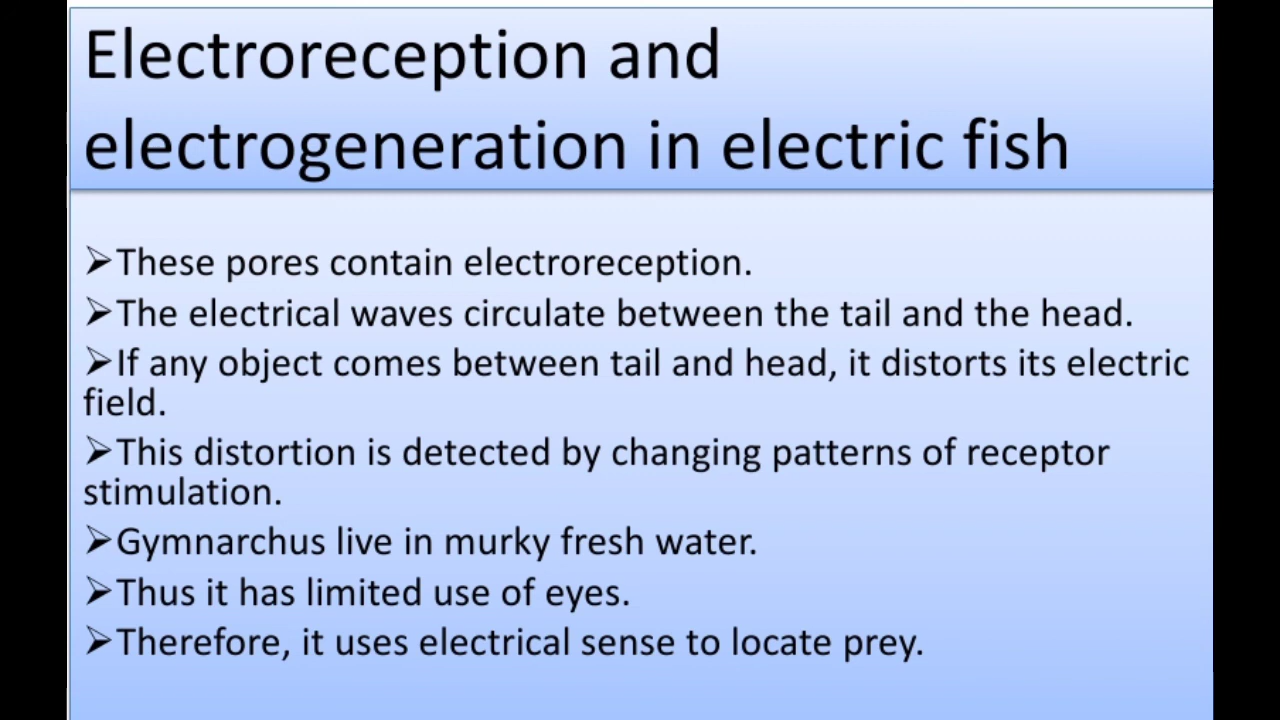 Electroreception and
electrogeneration in electric fish
➢These pores contain electroreception.
➢The electrical waves circulate between the tail and the head.
➢If any object comes between tail and head, it distorts its electric
field.
➢This distortion is detected by changing patterns of receptor
stimulation.
➢Gymnarchus live in murky fresh water.
➢Thus it has limited use of eyes.
➢Therefore, it uses electrical sense to locate prey.